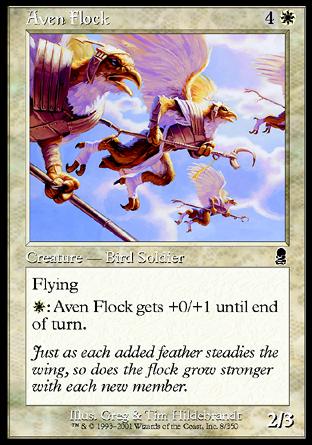 Aven Flock 4
Creature — Bird Soldier
Flying
: Aven Flock gets +0/+1 until end
of turn.
Just as each added feather steadies the
wing, so does the flock grow stronger
with each new member.
Illus. Greg & Tim Hildebrandt
2/3
™ & © 1993–2001 Wizards of the Coast, Inc. 8/350